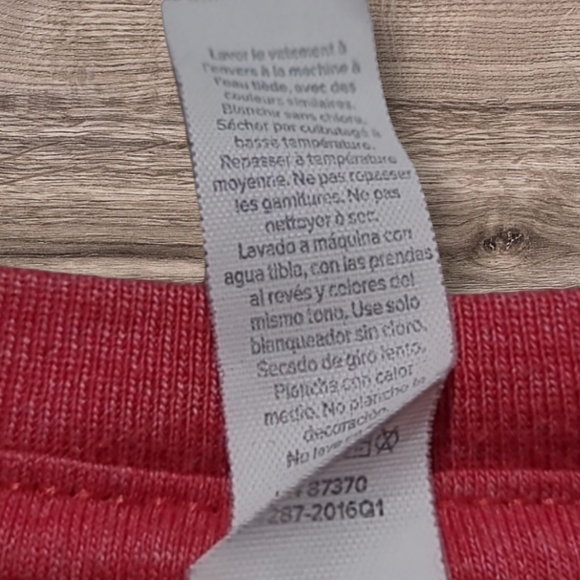 Laver le vêtement à
l'envers à la machine à
l'eau tiède, avec des
couleurs similaires.
Blanchir sans chlore.
Sécher par culbutage à
basse température.
Repasser à température
moyenne. Ne pas repasser
les garnitures. No pas
nettoyer à sec.
Lavado a máquina con
agua tibia, con las prendas
al revés y colores del
mismo tono. Use solo
blanqueador sin cloro.
Secado de giro lento.
Plancha con calor
medio. No planche la
decoración.
No lave
87370
287-2016Q1